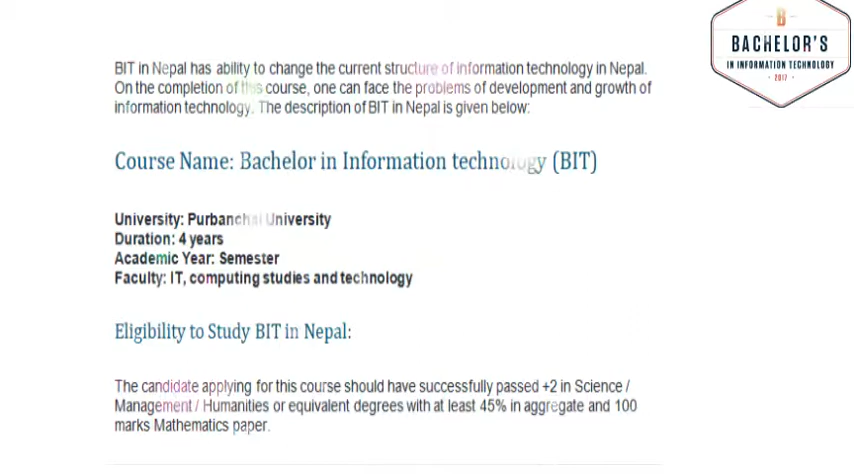 B
BACHELOR'S
IN INFORMATION TECHNOLOGY
· 2017 ·
BIT in Nepal has ability to change the current structure of information technology in Nepal.
On the completion of this course, one can face the problems of development and growth of
information technology. The description of BIT in Nepal is given below:
Course Name: Bachelor in Information technology (BIT)
University: Purbanchal University
Duration: 4 years
Academic Year: Semester
Faculty: IT, computing studies and technology
Eligibility to Study BIT in Nepal:
The candidate applying for this course should have successfully passed +2 in Science /
Management / Humanities or equivalent degrees with at least 45% in aggregate and 100
marks Mathematics paper.